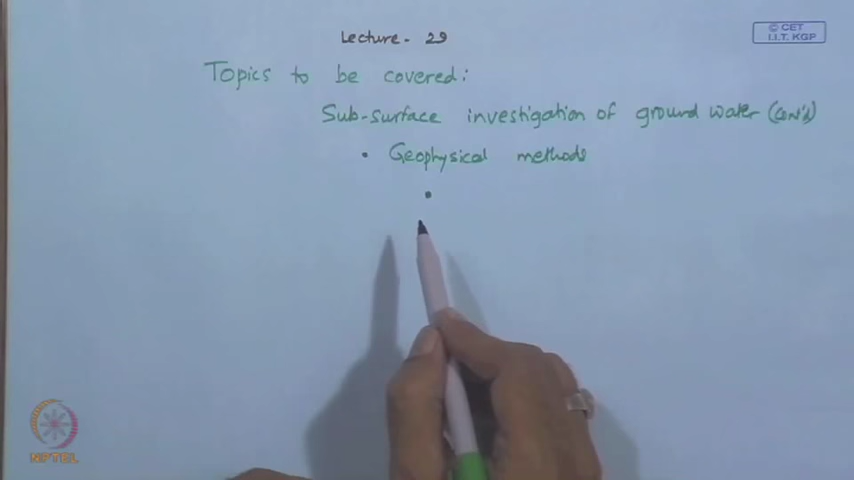 Lecture - 29
© CET
I.I.T. KGP
Topics to be covered:
Sub-surface investigation of ground water (cont'd)
• Geophysical methods
•
NPTEL